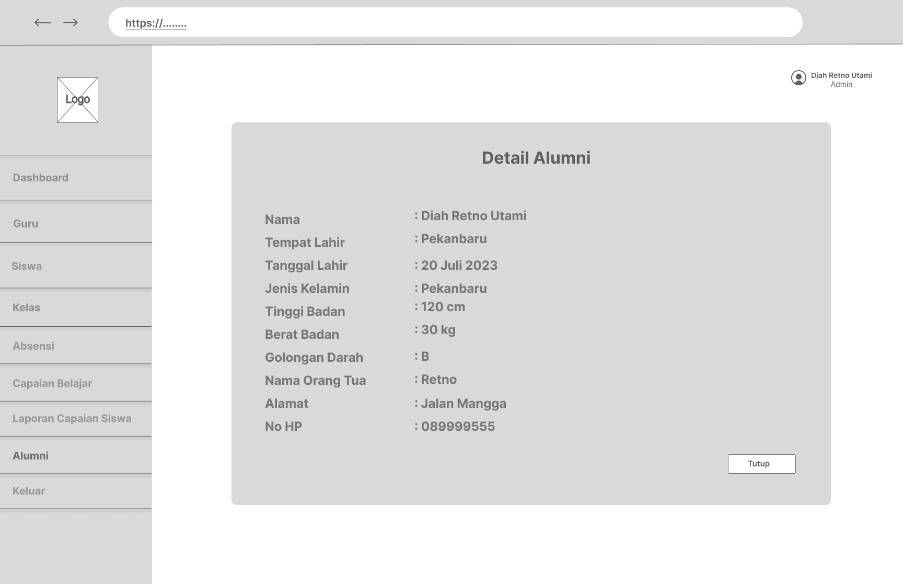 https://........
Diah Retno Utami
Admin
Logo
Dashboard
Guru
Siswa
Kelas
Absensi
Capaian Belajar
Laporan Capaian Siswa
Alumni
Keluar
Detail Alumni
Nama : Diah Retno Utami
Tempat Lahir : Pekanbaru
Tanggal Lahir : 20 Juli 2023
Jenis Kelamin : Pekanbaru
Tinggi Badan : 120 cm
Berat Badan : 30 kg
Golongan Darah : B
Nama Orang Tua : Retno
Alamat : Jalan Mangga
No HP : 089999555
Tutup